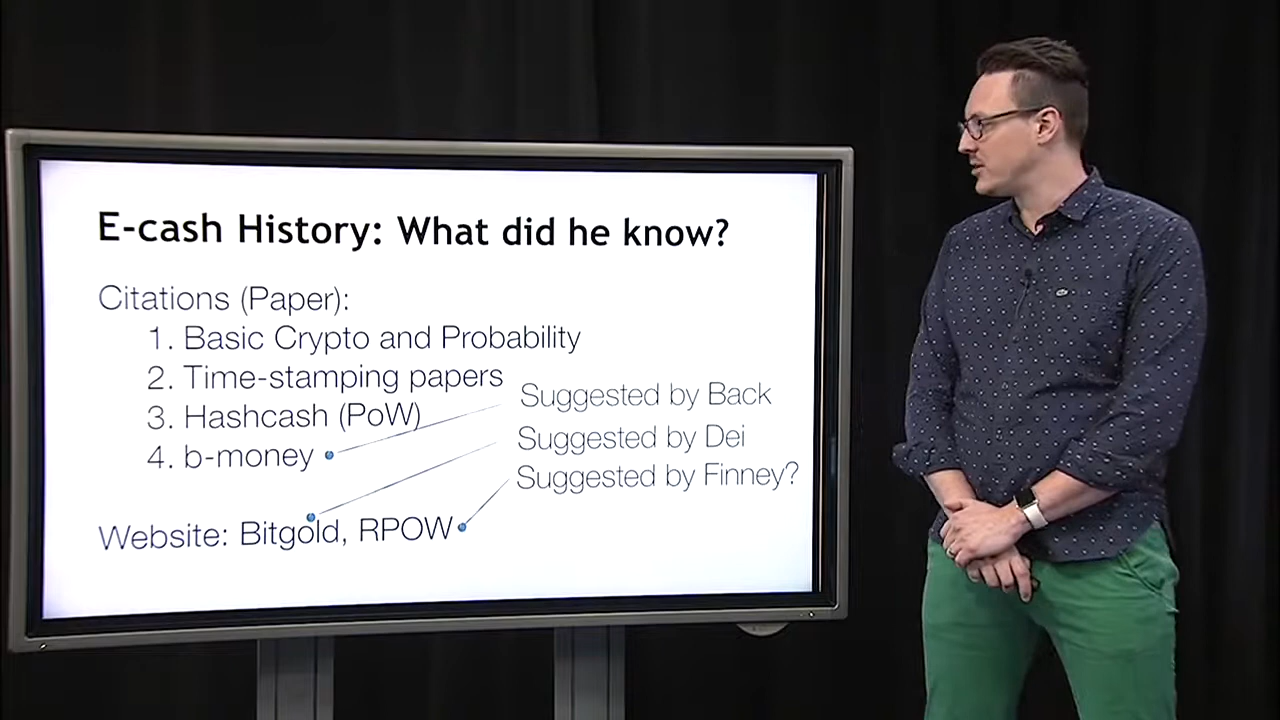 E-cash History: What did he know?
Citations (Paper):
1. Basic Crypto and Probability
2. Time-stamping papers
3. Hashcash (PoW)
4. b-money
Suggested by Back
Suggested by Dei
Suggested by Finney?
Website: Bitgold, RPOW